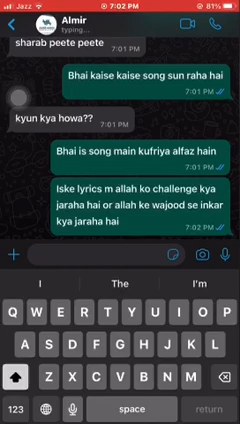 Jazz
7:02 PM
81%
Almir
typing...
sharab peete peete
7:01 PM
Bhai kaise kaise song sun raha hai
7:01 PM
kyun kya howa??
7:01 PM
Bhai is song main kufriya alfaz hain
7:01 PM
Iske lyrics m allah ko challenge kya
jaraha hai or allah ke wajood se inkar
kya jaraha hai
7:02 PM
I The I'm
Q W E R T Y U I O P
A S D F G H J K L
Z X C V B N M
123 space return